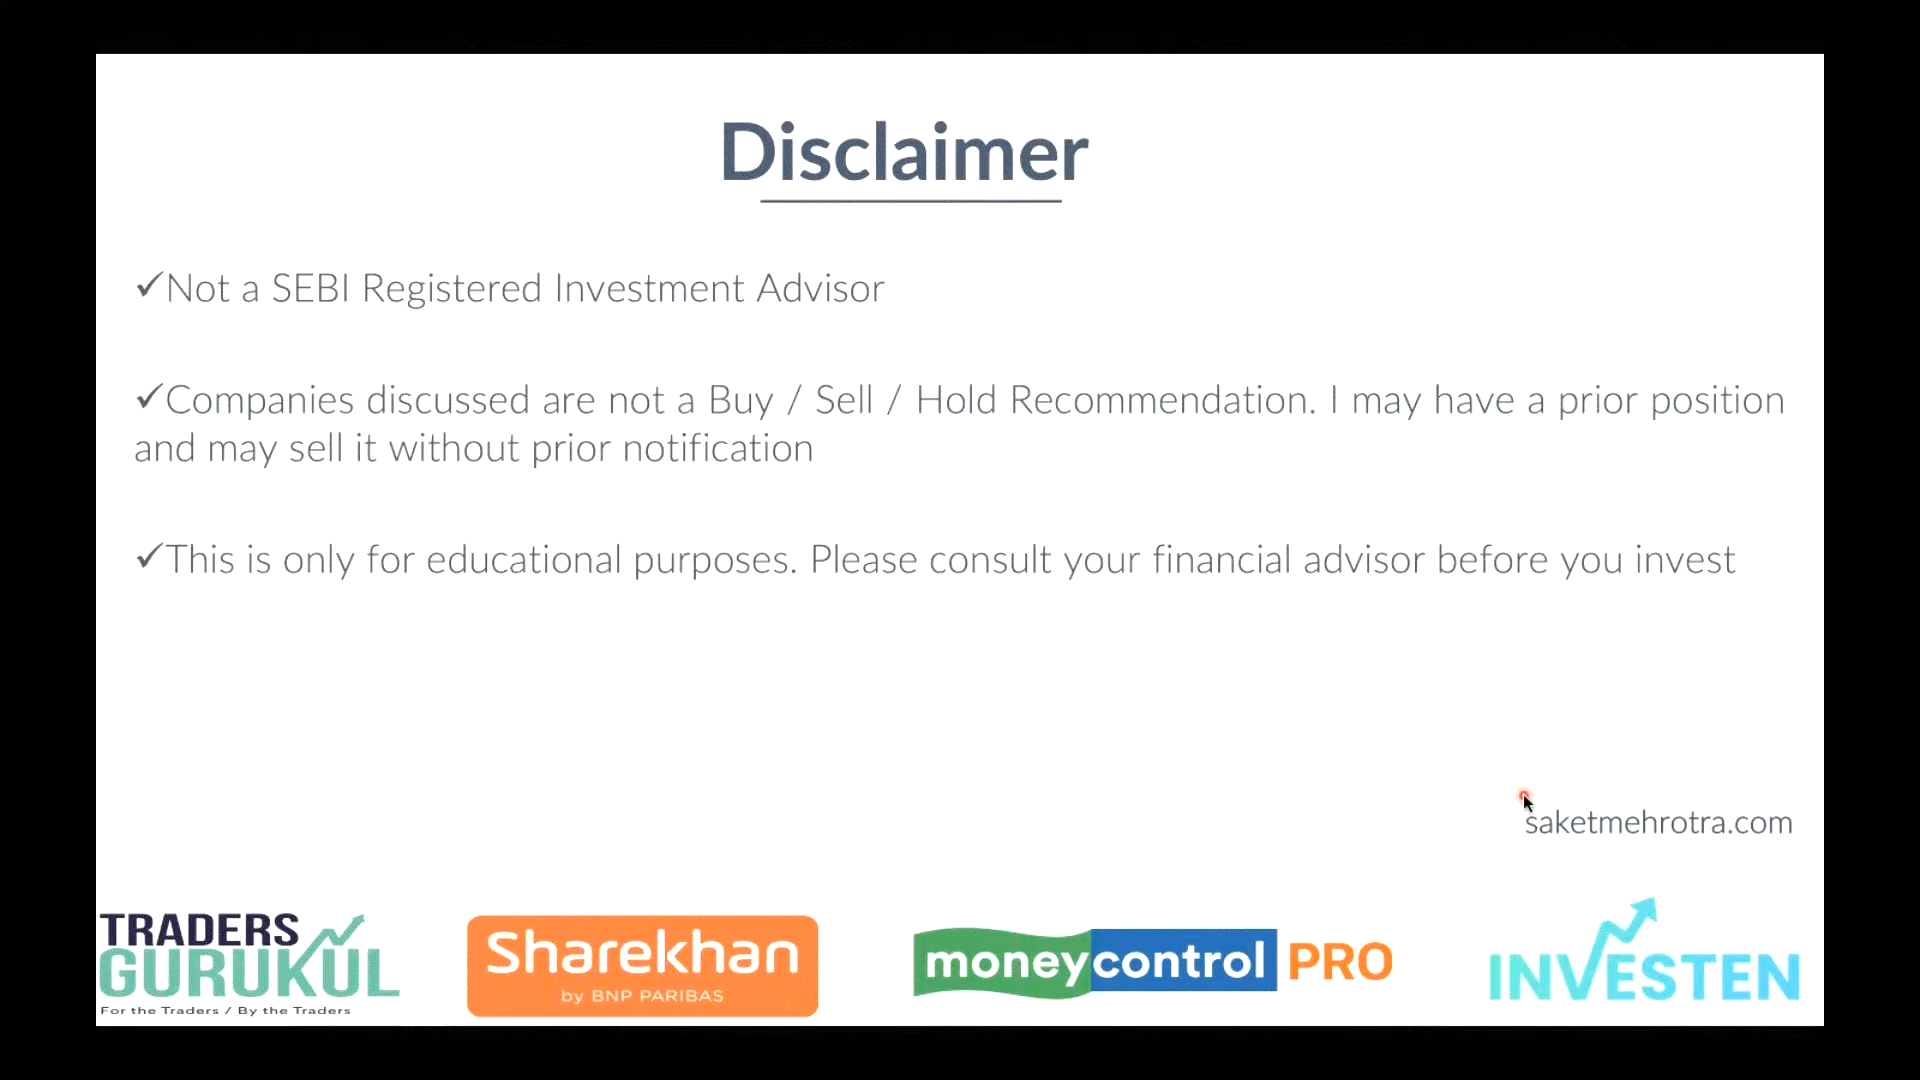 Disclaimer
✓Not a SEBI Registered Investment Advisor
✓Companies discussed are not a Buy / Sell / Hold Recommendation. I may have a prior position
and may sell it without prior notification
✓This is only for educational purposes. Please consult your financial advisor before you invest
saketmehrotra.com
TRADERS
GURUKUL
For the Traders / By the Traders
Sharekhan
by BNP PARIBAS
moneycontrol PRO
INVESTEN